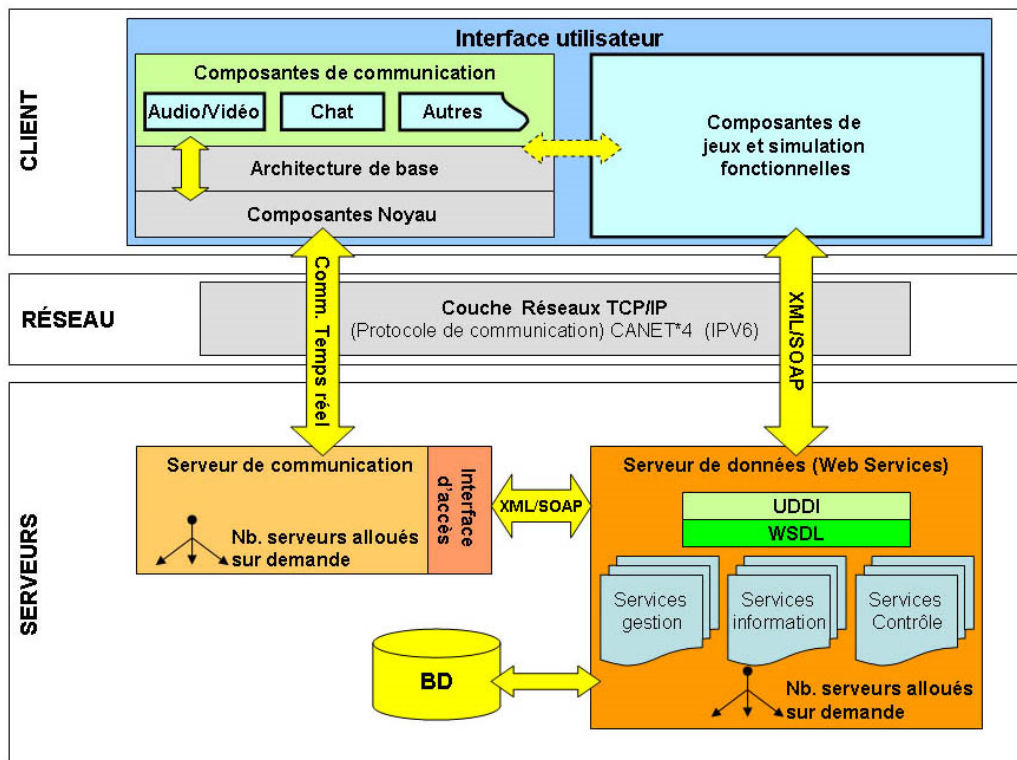 CLIENT
Interface utilisateur
Composantes de communication
Audio/Vidéo
Chat
Autres
Architecture de base
Composantes Noyau
Composantes de
jeux et simulation
fonctionnelles
Comm. Temps réel
XML/SOAP
RÉSEAU
Couche Réseaux TCP/IP
(Protocole de communication) CANET*4 (IPV6)
SERVEURS
Serveur de communication
Nb. serveurs alloués
sur demande
Interface
d'accès
XML/SOAP
Serveur de données (Web Services)
UDDI
WSDL
Services
gestion
Services
information
Services
Contrôle
Nb. serveurs alloués
sur demande
BD